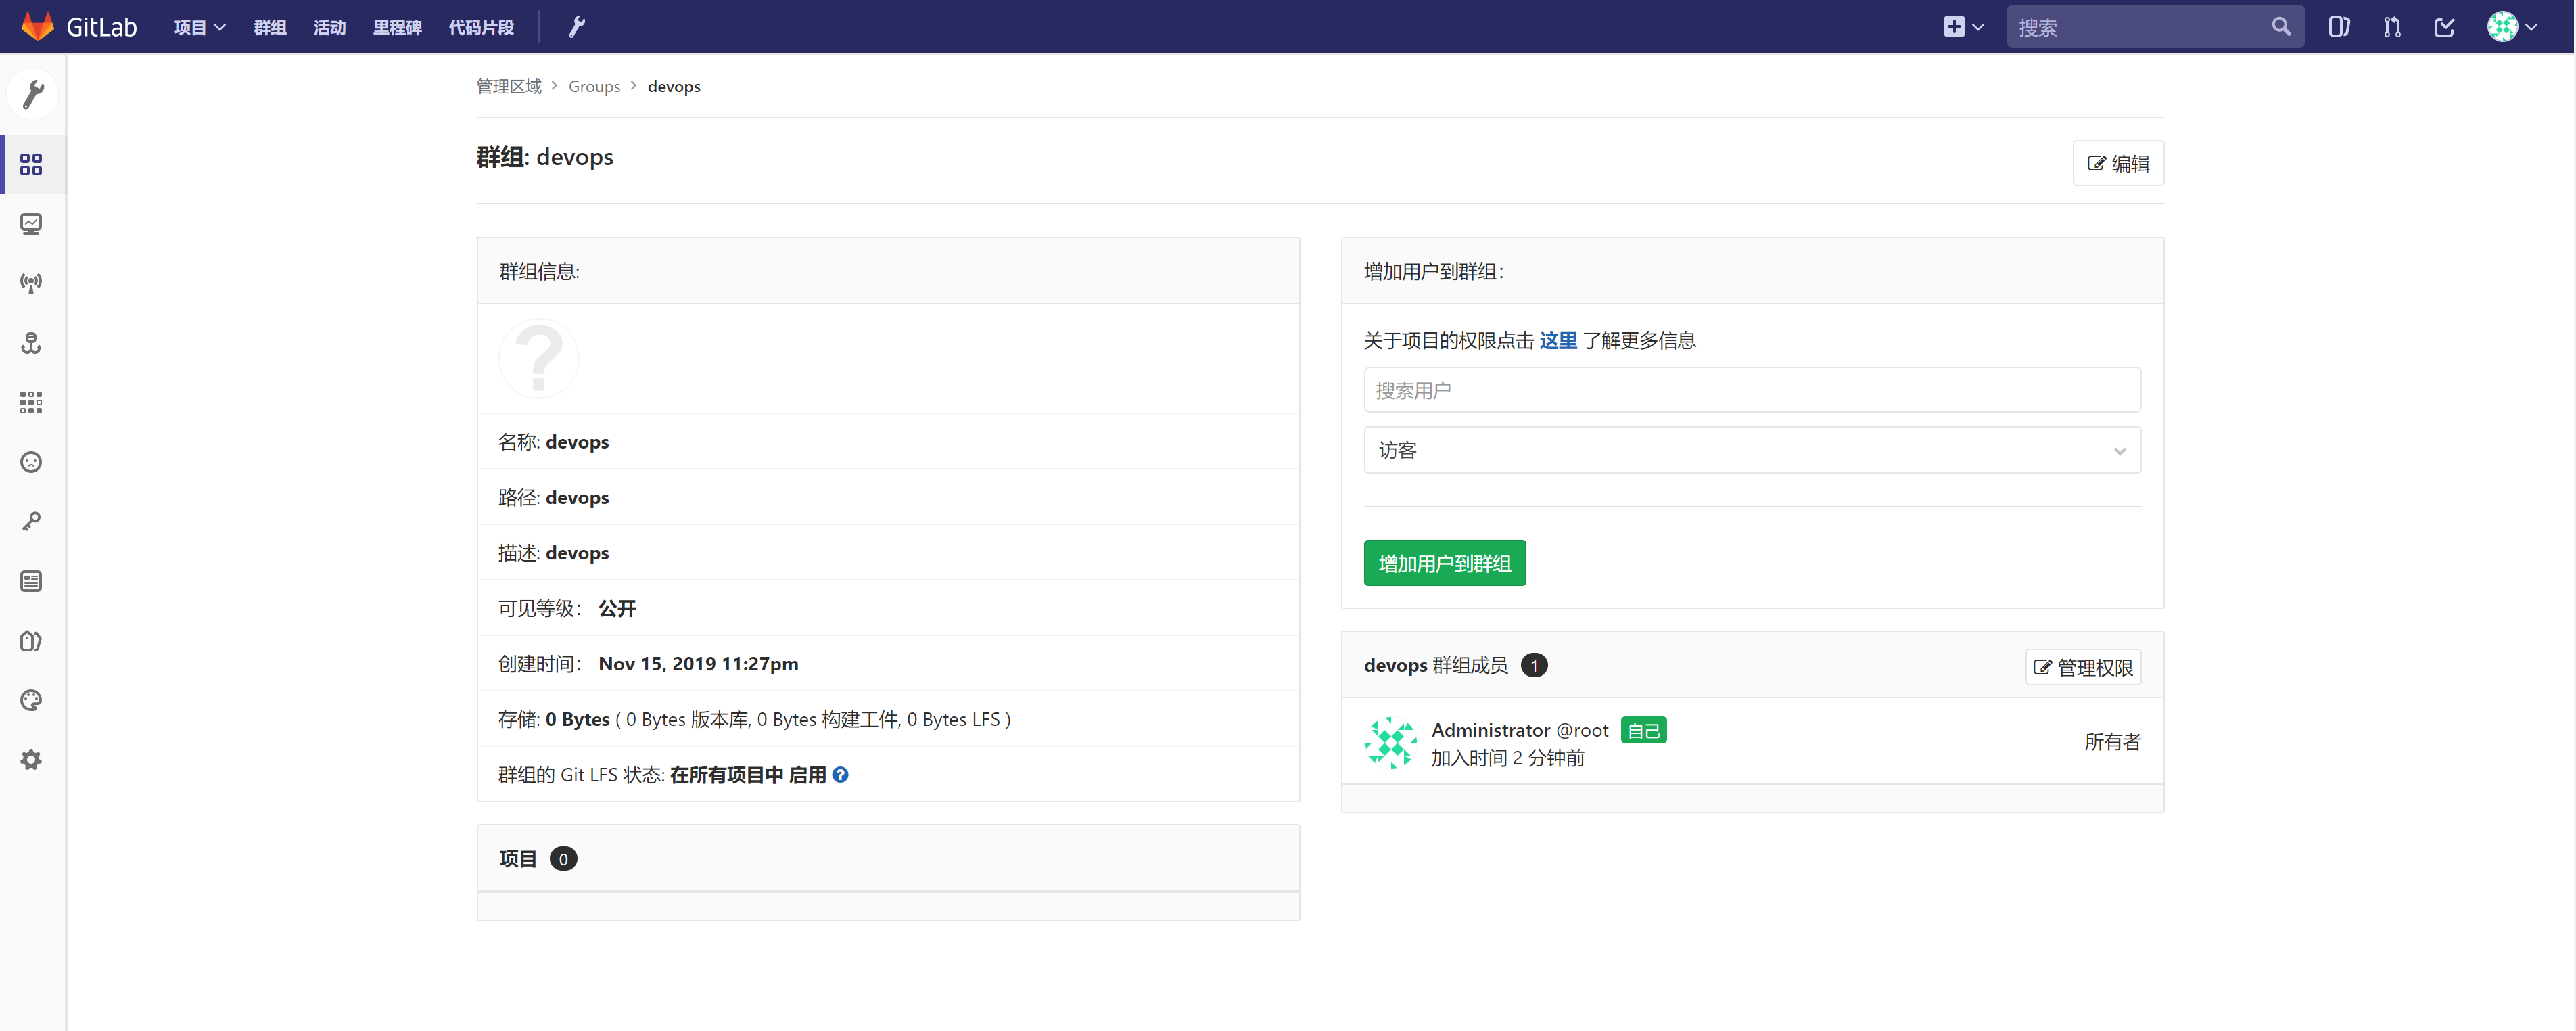 GitLab 项目 群组 活动 里程碑 代码片段 搜索
管理区域 > Groups > devops
群组: devops
编辑
群组信息:
?
名称: devops
路径: devops
描述: devops
可见等级： 公开
创建时间： Nov 15, 2019 11:27pm
存储: 0 Bytes ( 0 Bytes 版本库, 0 Bytes 构建工件, 0 Bytes LFS )
群组的 Git LFS 状态: 在所有项目中 启用 ?
项目 0
增加用户到群组：
关于项目的权限点击 这里 了解更多信息
搜索用户
访客
增加用户到群组
devops 群组成员 1
管理权限
Administrator @root 自己
加入时间 2 分钟前
所有者